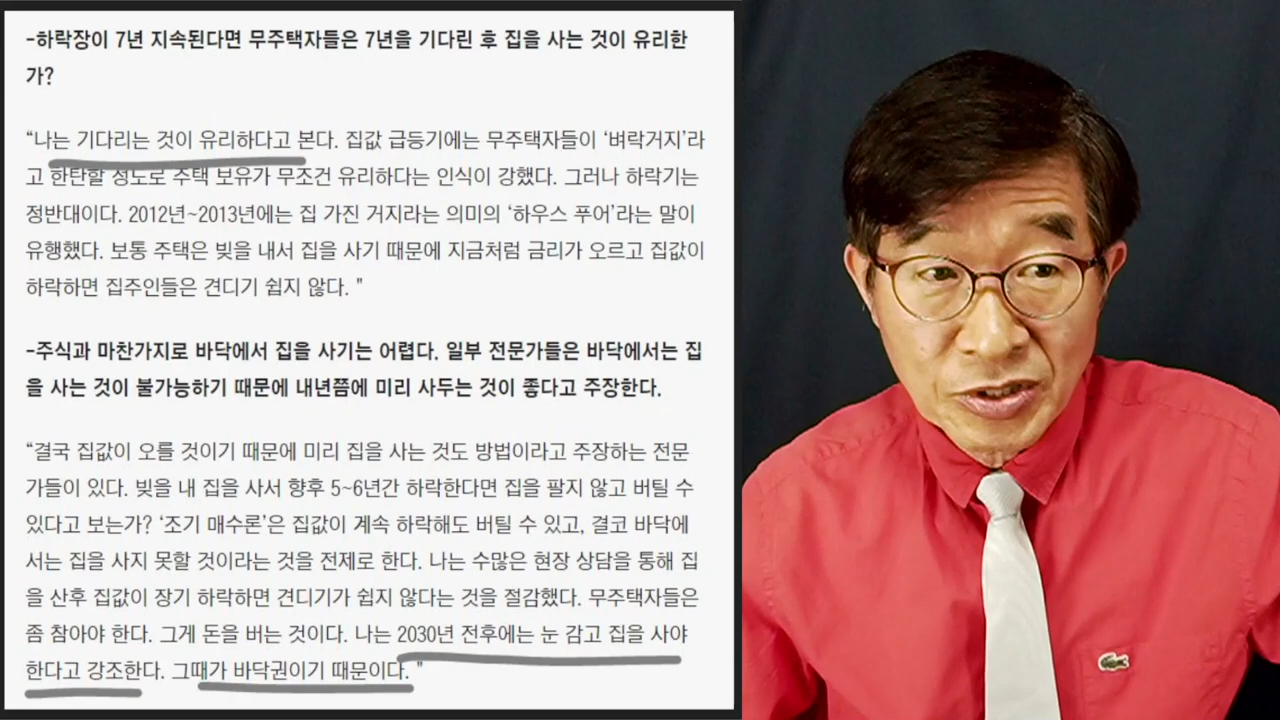 -하락장이 7년 지속된다면 무주택자들은 7년을 기다린 후 집을 사는 것이 유리한
가?
“나는 기다리는 것이 유리하다고 본다. 집값 급등기에는 무주택자들이 ‘벼락거지’라
고 한탄할 정도로 주택 보유가 무조건 유리하다는 인식이 강했다. 그러나 하락기는
정반대이다. 2012년~2013년에는 집 가진 거지라는 의미의 ‘하우스 푸어’라는 말이
유행했다. 보통 주택은 빚을 내서 집을 사기 때문에 지금처럼 금리가 오르고 집값이
하락하면 집주인들은 견디기 쉽지 않다. "
-주식과 마찬가지로 바닥에서 집을 사기는 어렵다. 일부 전문가들은 바닥에서는 집
을 사는 것이 불가능하기 때문에 내년쯤에 미리 사두는 것이 좋다고 주장한다.
“결국 집값이 오를 것이기 때문에 미리 집을 사는 것도 방법이라고 주장하는 전문
가들이 있다. 빚을 내 집을 사서 향후 5~6년간 하락한다면 집을 팔지 않고 버틸 수
있다고 보는가? ‘조기 매수론’은 집값이 계속 하락해도 버틸 수 있고, 결코 바닥에
서는 집을 사지 못할 것이라는 것을 전제로 한다. 나는 수많은 현장 상담을 통해 집
을 산후 집값이 장기 하락하면 견디기가 쉽지 않다는 것을 절감했다. 무주택자들은
좀 참아야 한다. 그게 돈을 버는 것이다. 나는 2030년 전후에는 눈 감고 집을 사야
한다고 강조한다. 그때가 바닥권이기 때문이다. "